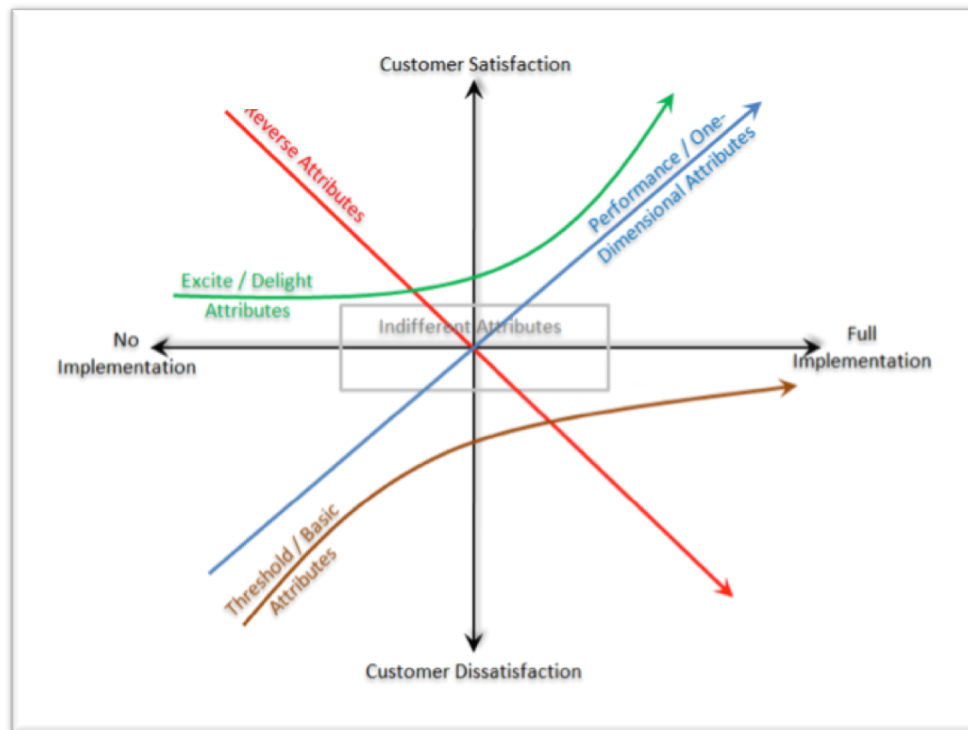 Customer Satisfaction
Reverse Attributes
Performance / One-
Dimensional Attributes
Excite / Delight
Attributes
Indifferent Attributes
No
Implementation
Full
Implementation
Threshold / Basic
Attributes
Customer Dissatisfaction